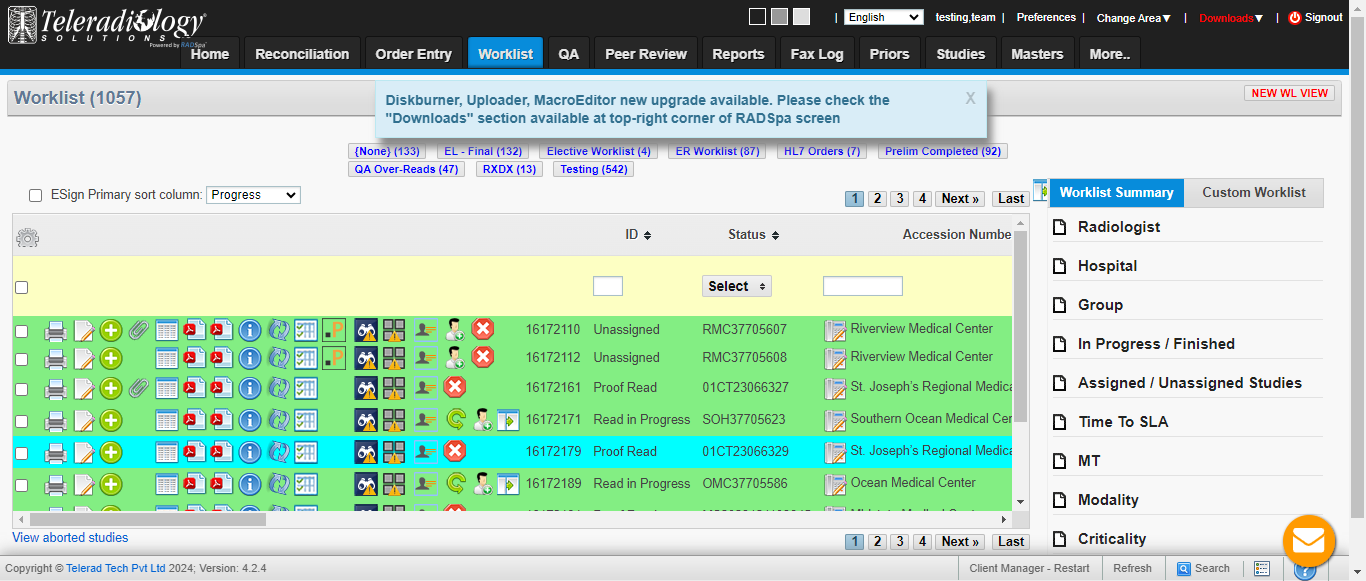 Teleradiology
SOLUTIONS
Powered by RADSpa
| English testing,team | Preferences | Change Area▼ | Downloads▼ | Signout
Home Reconciliation Order Entry Worklist QA Peer Review Reports Fax Log Priors Studies Masters More..
Worklist (1057)
NEW WL VIEW
Diskburner, Uploader, MacroEditor new upgrade available. Please check the X
"Downloads" section available at top-right corner of RADSpa screen
{None} (133) EL - Final (132) Elective Worklist (4) ER Worklist (87) HL7 Orders (7) Prelim Completed (92)
QA Over-Reads (47) RXDX (13) Testing (542)
ESign Primary sort column: Progress
1 2 3 4 Next » Last
ID Status Accession Numbe
Select
.P 16172110 Unassigned RMC37705607 Riverview Medical Center
.P 16172112 Unassigned RMC37705608 Riverview Medical Center
16172161 Proof Read 01CT23066327 St. Joseph's Regional Medica
16172171 Read in Progress SOH37705623 Southern Ocean Medical Cer
16172179 Proof Read 01CT23066329 St. Joseph's Regional Medica
16172189 Read in Progress OMC37705586 Ocean Medical Center
View aborted studies
1 2 3 4 Next » Last
Worklist Summary Custom Worklist
Radiologist
Hospital
Group
In Progress / Finished
Assigned / Unassigned Studies
Time To SLA
MT
Modality
Criticality
Copyright © Telerad Tech Pvt Ltd 2024; Version: 4.2.4
Client Manager - Restart Refresh Search ?